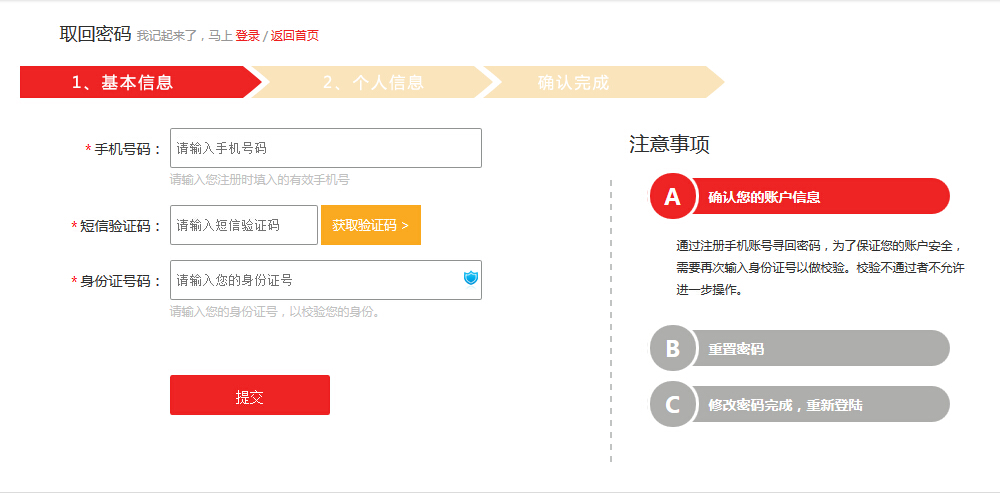 取回密码 我记起来了，马上 登录 / 返回首页
1、基本信息 2、个人信息 确认完成
* 手机号码： 请输入手机号码
请输入您注册时填入的有效手机号
* 短信验证码： 请输入短信验证码 获取验证码 >
* 身份证号码： 请输入您的身份证号
请输入您的身份证号，以校验您的身份。
提交
注意事项
A 确认您的账户信息
通过注册手机账号寻回密码，为了保证您的账户安全，
需要再次输入身份证号以做校验。校验不通过者不允许
进一步操作。
B 重置密码
C 修改密码完成，重新登陆